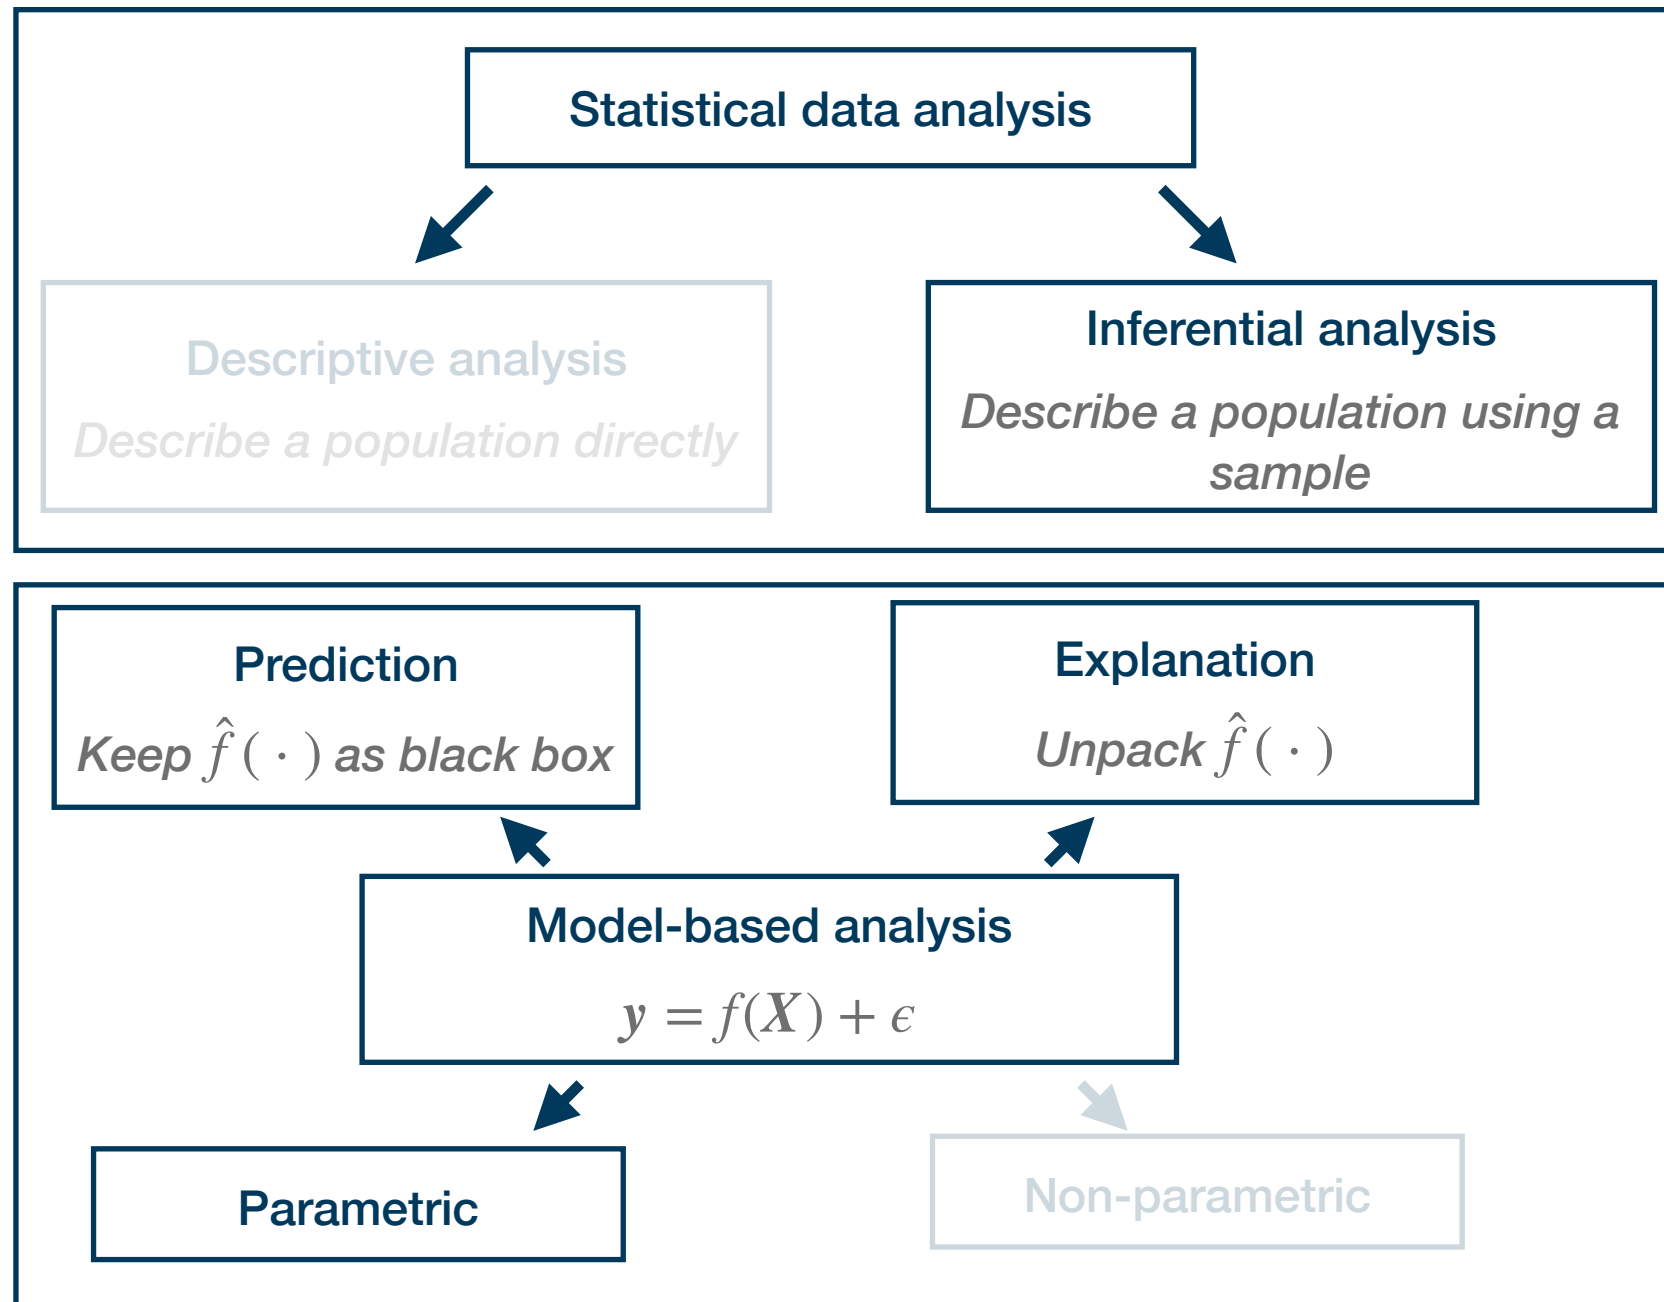 Statistical data analysis
Descriptive analysis
Describe a population directly
Inferential analysis
Describe a population using a
sample
Prediction
Keep f̂ ( · ) as black box
Explanation
Unpack f̂ ( · )
Model-based analysis
y = f(X) + ϵ
Parametric
Non-parametric